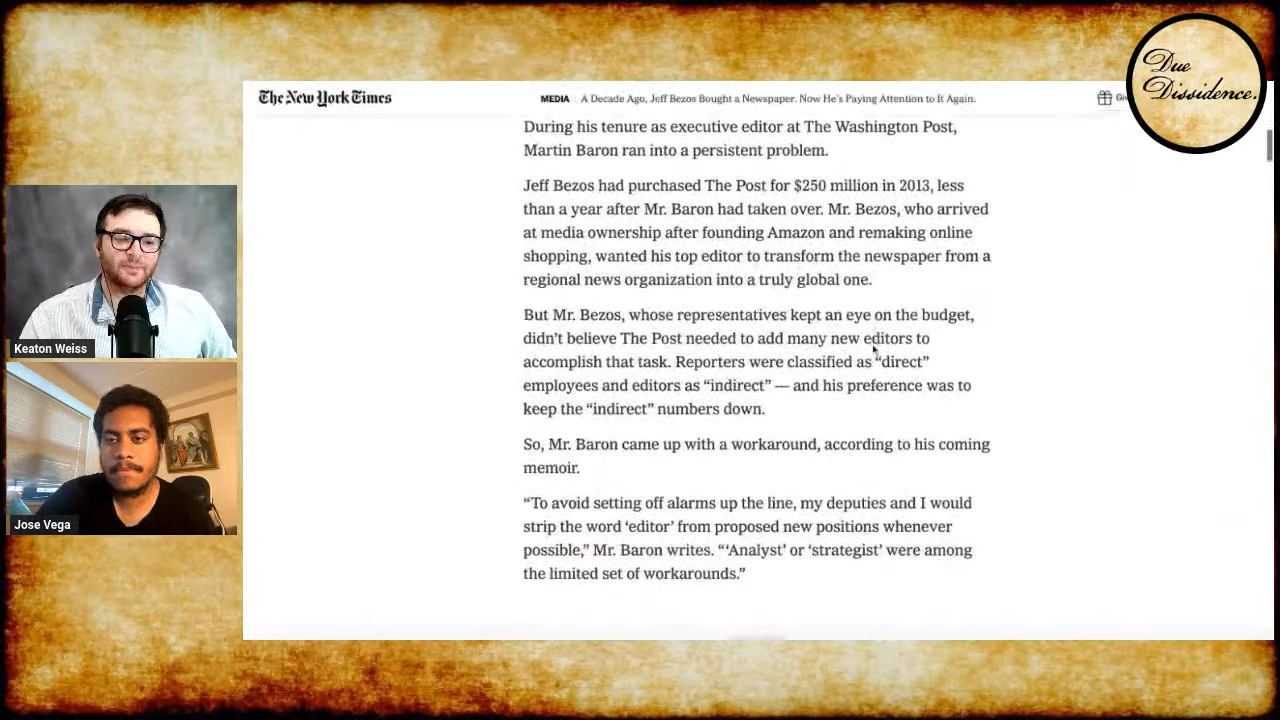 The New York Times
MEDIA
A Decade Ago, Jeff Bezos Bought a Newspaper. Now He's Paying Attention to It Again.
Due
Dissidence.
During his tenure as executive editor at The Washington Post,
Martin Baron ran into a persistent problem.
Jeff Bezos had purchased The Post for $250 million in 2013, less
than a year after Mr. Baron had taken over. Mr. Bezos, who arrived
at media ownership after founding Amazon and remaking online
shopping, wanted his top editor to transform the newspaper from a
regional news organization into a truly global one.
But Mr. Bezos, whose representatives kept an eye on the budget,
didn't believe The Post needed to add many new editors to
accomplish that task. Reporters were classified as “direct”
employees and editors as “indirect” — and his preference was to
keep the “indirect” numbers down.
So, Mr. Baron came up with a workaround, according to his coming
memoir.
“To avoid setting off alarms up the line, my deputies and I would
strip the word ‘editor’ from proposed new positions whenever
possible,” Mr. Baron writes. “‘Analyst’ or ‘strategist’ were among
the limited set of workarounds.”
Keaton Weiss
Jose Vega